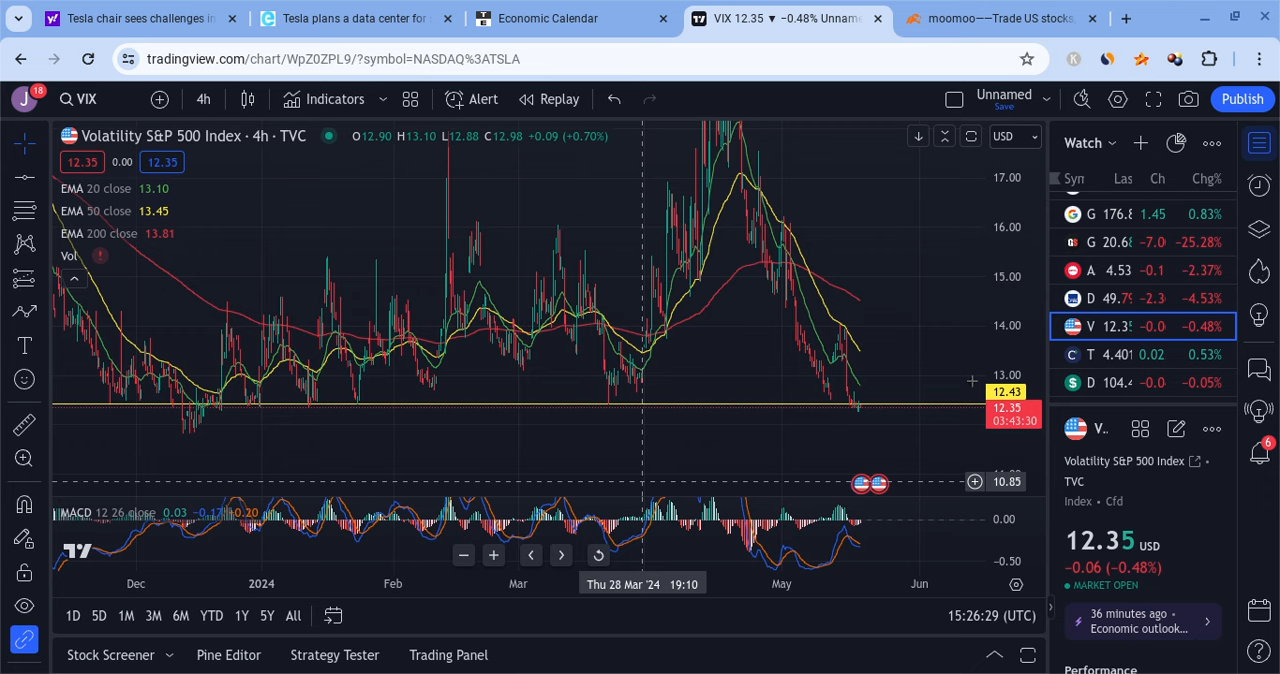 Tesla chair sees challenges in
Tesla plans a data center for
Economic Calendar
VIX 12.35 ▼ −0.48% Unname
moomoo——Trade US stocks,
tradingview.com/chart/WpZ0ZPL9/?symbol=NASDAQ%3ATSLA
J 18
VIX
4h
Indicators
Alert
Replay
Unnamed
Save
Publish
Volatility S&P 500 Index · 4h · TVC
O12.90 H13.10 L12.88 C12.98 +0.09 (+0.70%)
USD
12.35 0.00 12.35
EMA 20 close 13.10
EMA 50 close 13.45
EMA 200 close 13.81
Vol
17.00
16.00
15.00
14.00
13.00
12.43
12.35
03:43:30
10.85
MACD 12 26 close 0.03 −0.17 −0.20
0.00
−0.50
Dec 2024 Feb Mar Thu 28 Mar '24 19:10 May Jun
1D 5D 1M 3M 6M YTD 1Y 5Y All
15:26:29 (UTC)
Stock Screener
Pine Editor
Strategy Tester
Trading Panel
Watch
Syn Las Ch Chg%
G 176.8 1.45 0.83%
G 20.68 −7.0 −25.28%
A 4.53 −0.1 −2.37%
D 49.79 −2.3 −4.53%
V 12.35 −0.0 −0.48%
T 4.401 0.02 0.53%
D 104.4 −0.0 −0.05%
V..
Volatility S&P 500 Index
TVC
Index · Cfd
12.35 USD
−0.06 (−0.48%)
MARKET OPEN
36 minutes ago ·
Economic outlook...
Performance
6